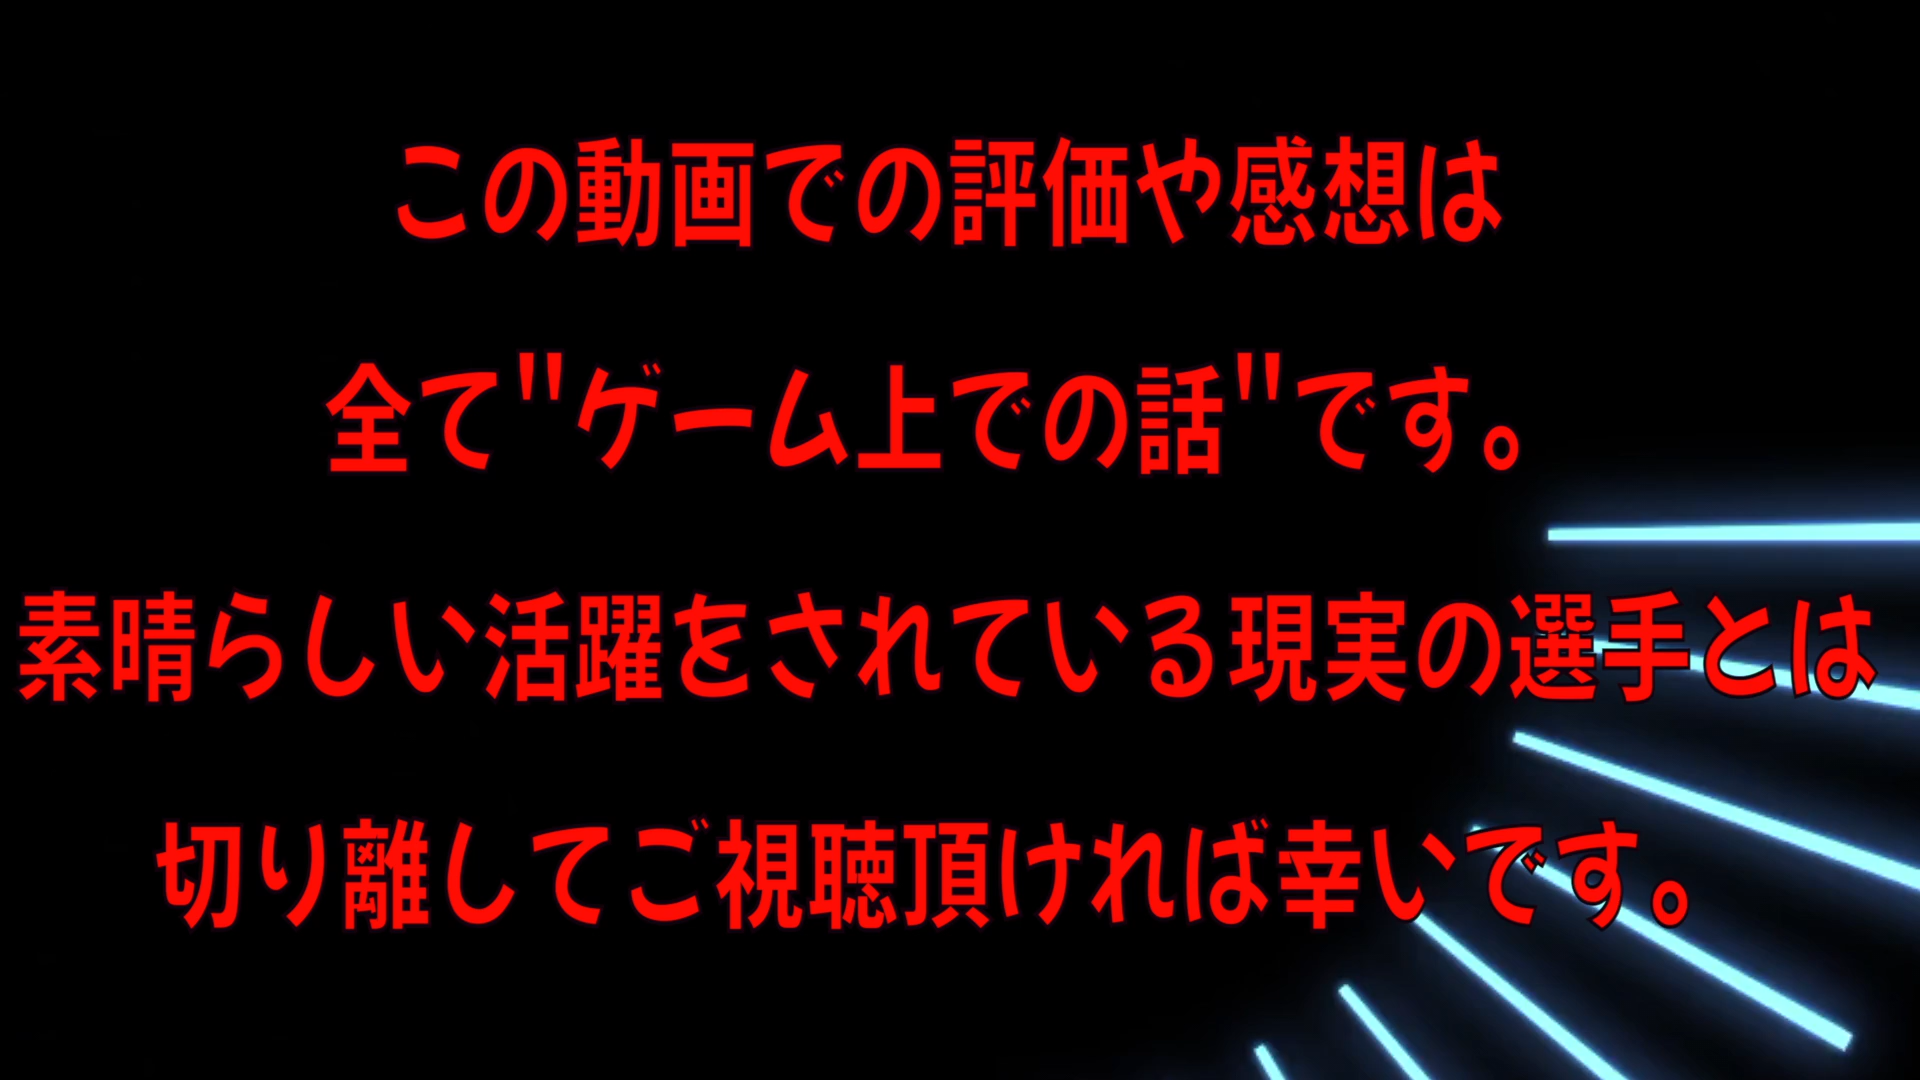 この動画での評価や感想は
全て"ゲーム上での話"です。
素晴らしい活躍をされている現実の選手とは
切り離してご視聴頂ければ幸いです。